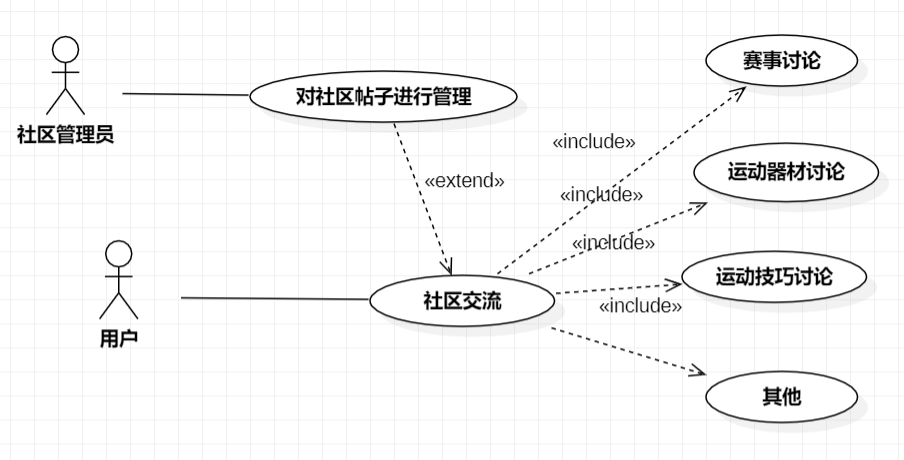 赛事讨论
对社区帖子进行管理
社区管理员
«include»
运动器材讨论
«extend»
«include»
«include»
运动技巧讨论
社区交流
«include»
用户
其他